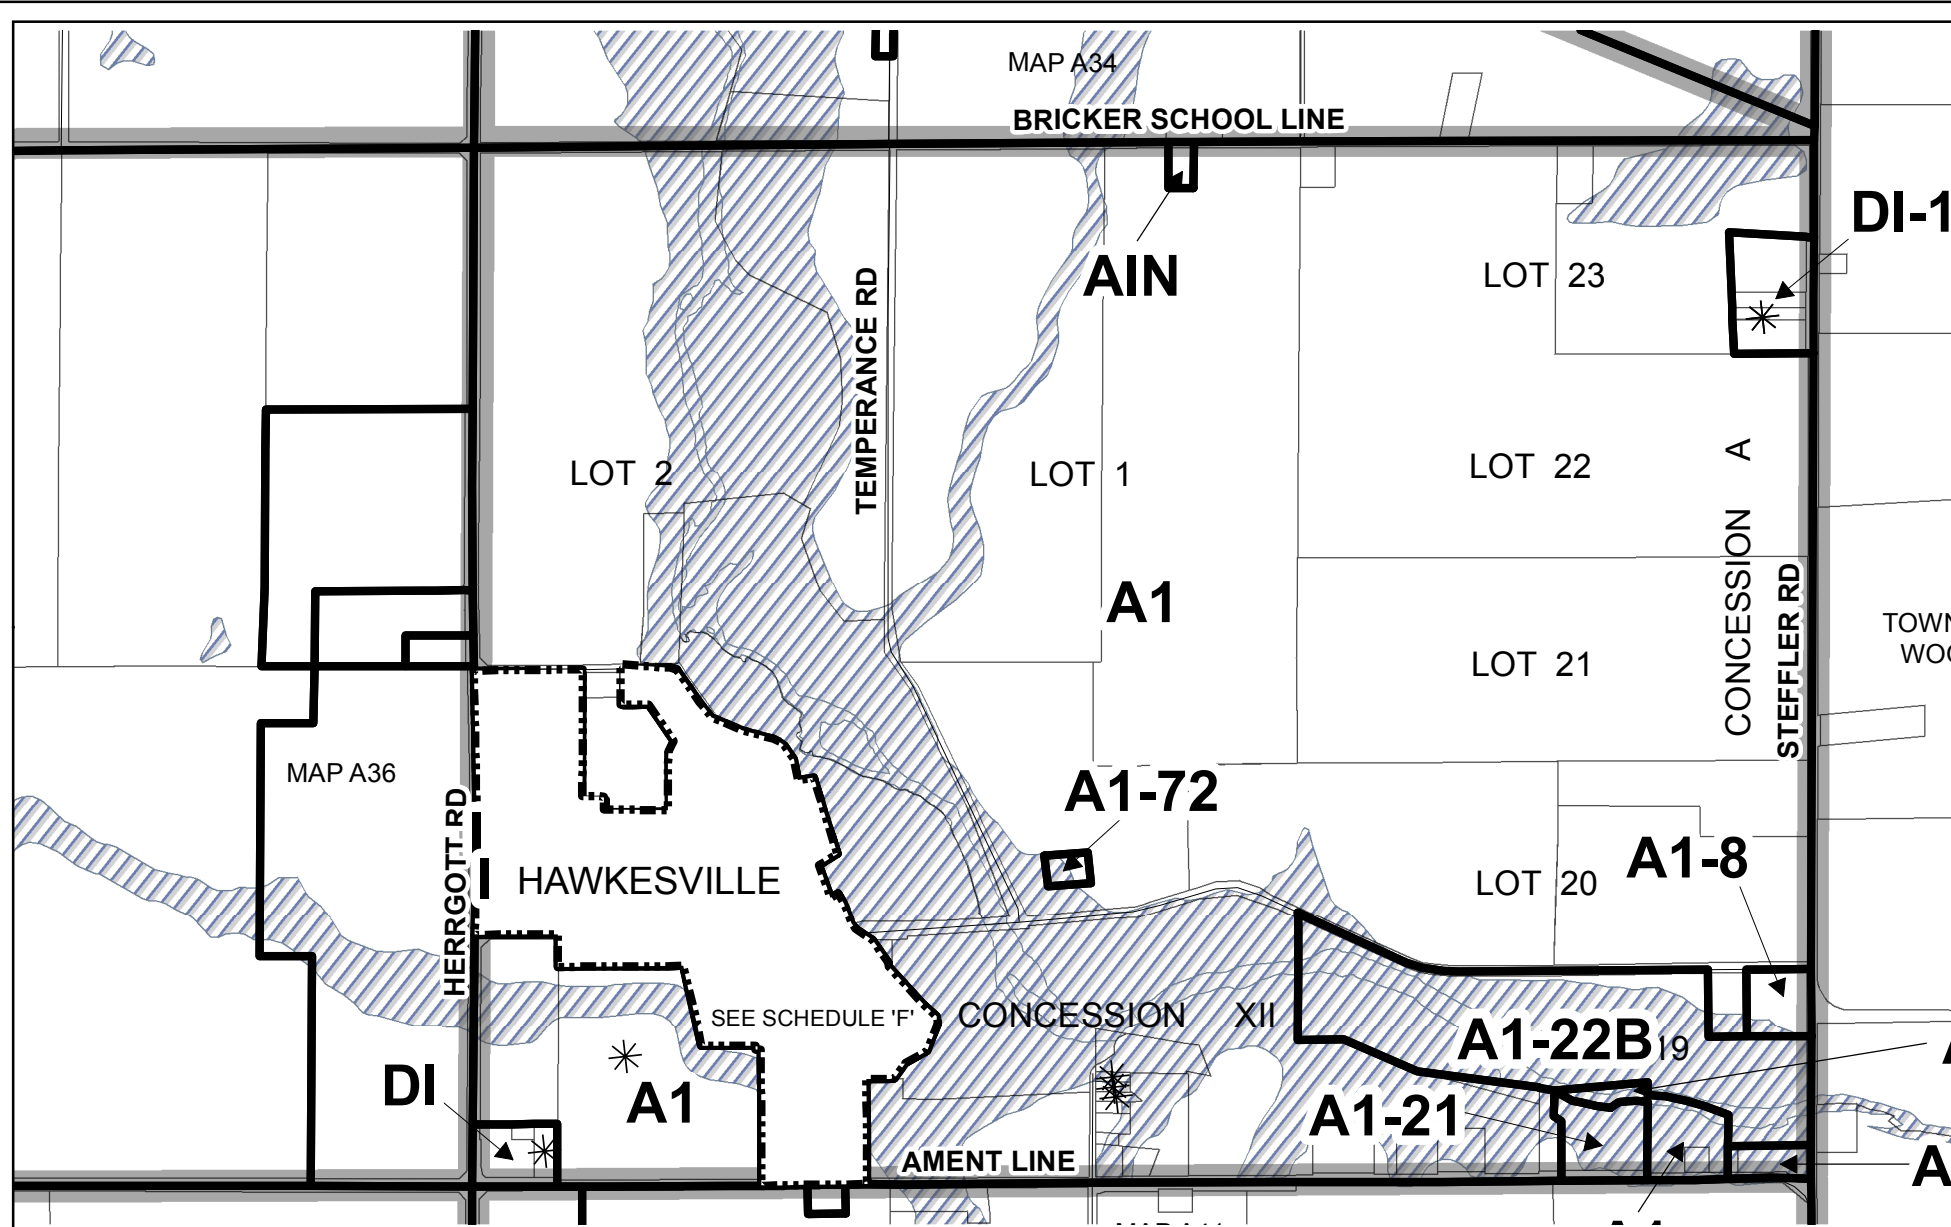 MAP A34
BRICKER SCHOOL LINE
DI-1
AIN
LOT 23
TEMPERANCE RD
LOT 2
LOT 1
LOT 22
CONCESSION A
STEFFLER RD
A1
LOT 21
MAP A36
HERRGOTT RD
A1-72
HAWKESVILLE
LOT 20
A1-8
SEE SCHEDULE 'F'
CONCESSION XII
A1-22B
19
DI
A1
A1-21
AMENT LINE